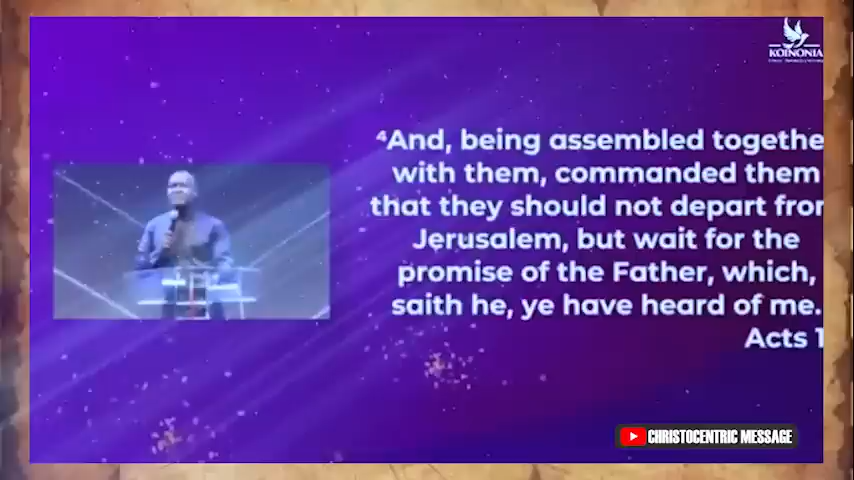 KOINONIA
⁴And, being assembled togethe
with them, commanded them
that they should not depart fror
Jerusalem, but wait for the
promise of the Father, which,
saith he, ye have heard of me.
Acts 1
CHRISTOCENTRIC MESSAGE